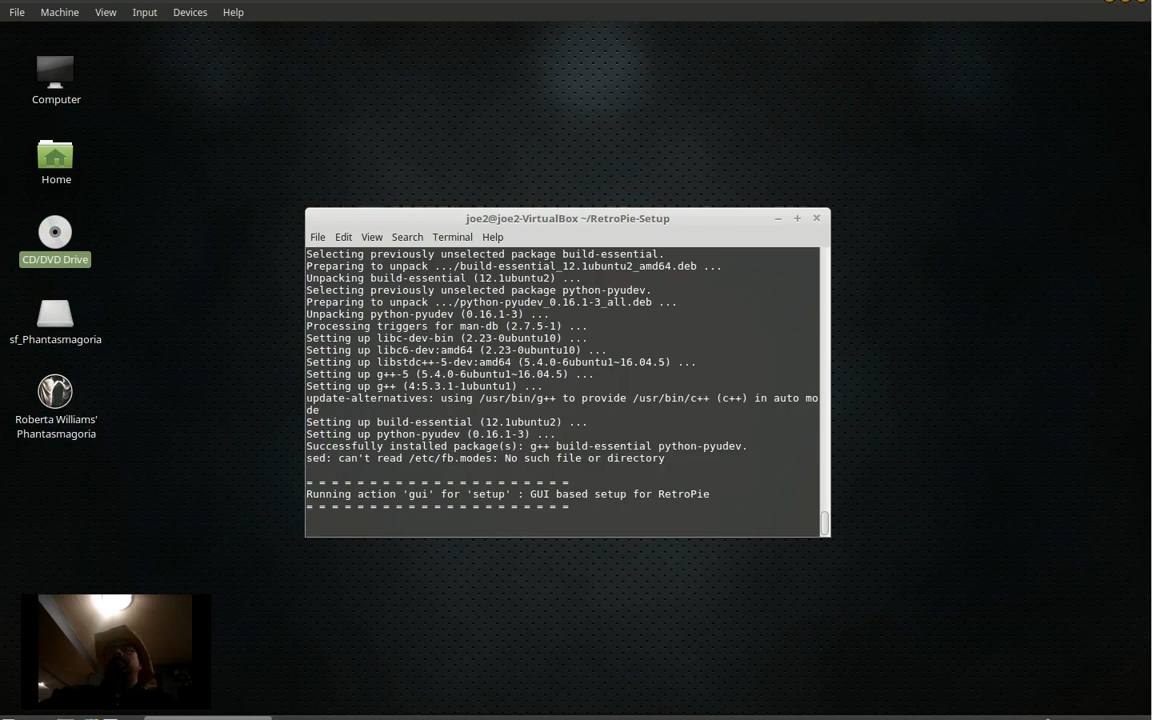 File Machine View Input Devices Help
Computer
Home
CD/DVD Drive
sf_Phantasmagoria
Roberta Williams'
Phantasmagoria
joe2@joe2-VirtualBox ~/RetroPie-Setup
File Edit View Search Terminal Help
Selecting previously unselected package build-essential.
Preparing to unpack .../build-essential_12.1ubuntu2_amd64.deb ...
Unpacking build-essential (12.1ubuntu2) ...
Selecting previously unselected package python-pyudev.
Preparing to unpack .../python-pyudev_0.16.1-3_all.deb ...
Unpacking python-pyudev (0.16.1-3) ...
Processing triggers for man-db (2.7.5-1) ...
Setting up libc-dev-bin (2.23-0ubuntu10) ...
Setting up libc6-dev:amd64 (2.23-0ubuntu10) ...
Setting up libstdc++-5-dev:amd64 (5.4.0-6ubuntu1~16.04.5) ...
Setting up g++-5 (5.4.0-6ubuntu1~16.04.5) ...
Setting up g++ (4:5.3.1-1ubuntu1) ...
update-alternatives: using /usr/bin/g++ to provide /usr/bin/c++ (c++) in auto mo
de
Setting up build-essential (12.1ubuntu2) ...
Setting up python-pyudev (0.16.1-3) ...
Successfully installed package(s): g++ build-essential python-pyudev.
sed: can't read /etc/fb.modes: No such file or directory
= = = = = = = = = = = = = = = = = = = = =
Running action 'gui' for 'setup' : GUI based setup for RetroPie
= = = = = = = = = = = = = = = = = = = = =